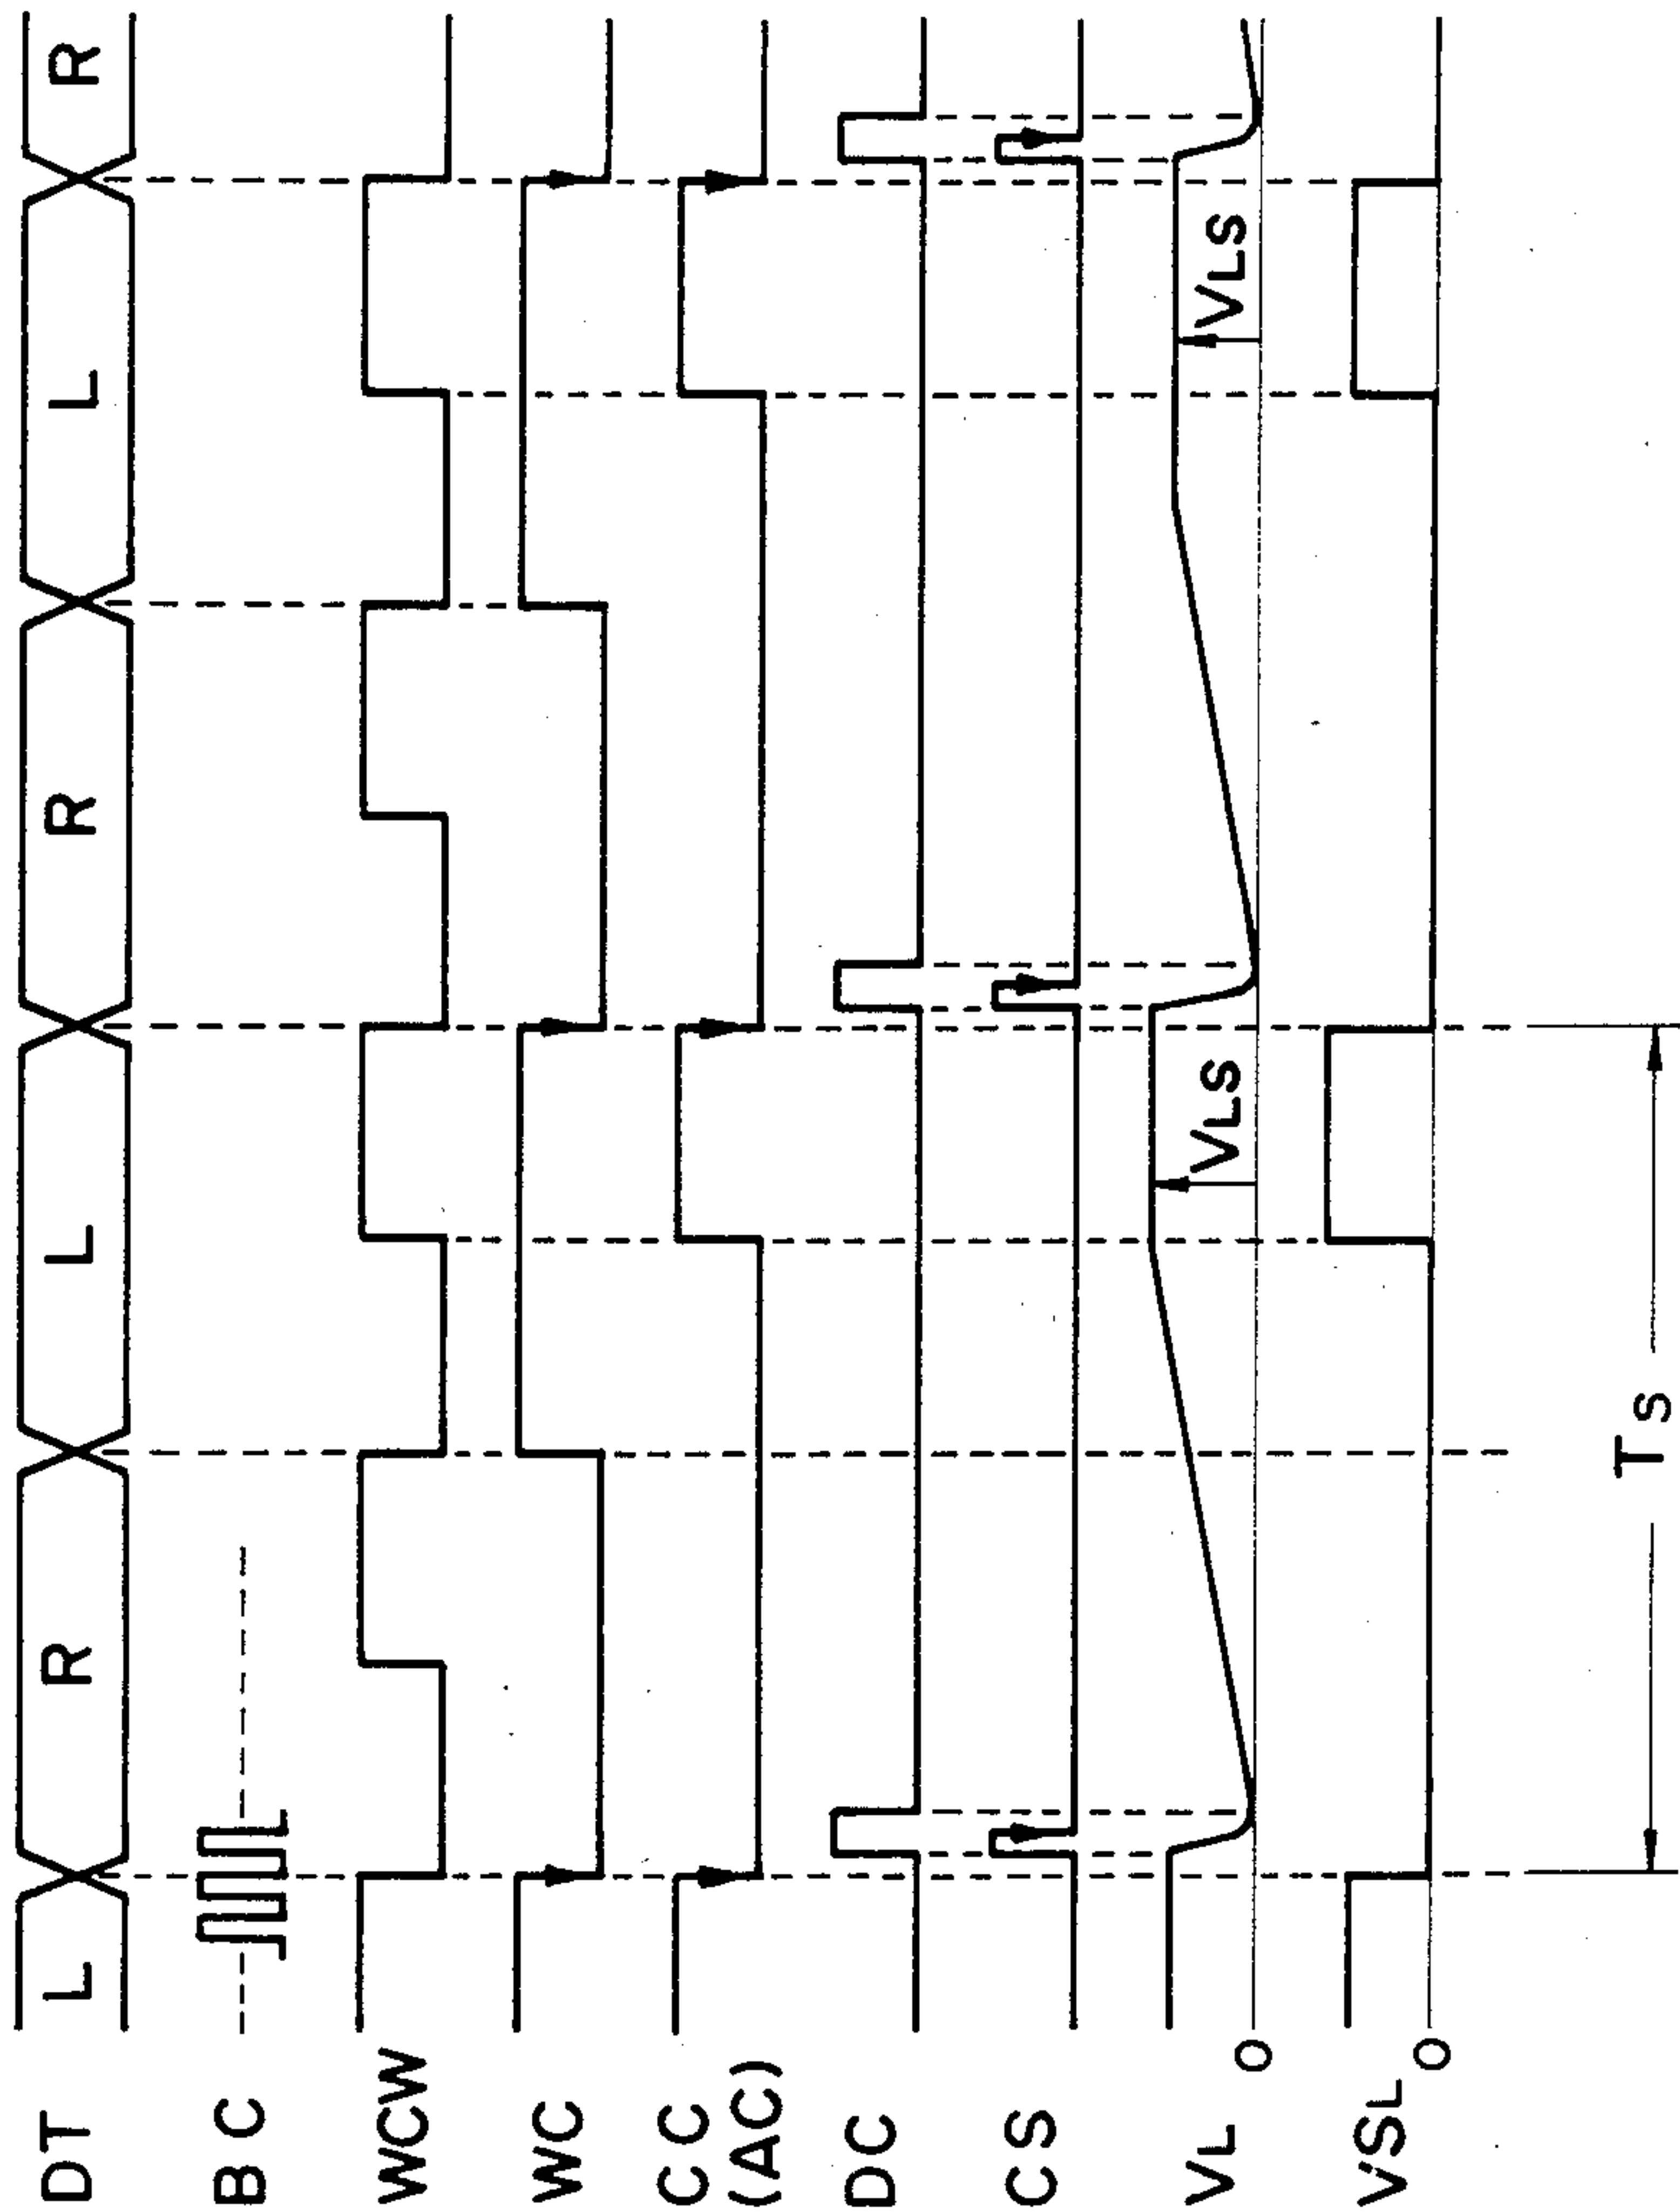 DT L R L R L R
BC
WCW
WC
CC
(AC)
DC
CS
VL 0 VLS VLS
VSL 0
TS